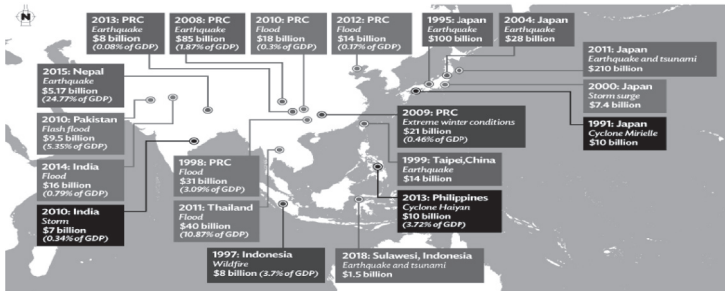 N
2013: PRC
Earthquake
$8 billion
(0.08% of GDP)
2008: PRC
Earthquake
$85 billion
(1.87% of GDP)
2010: PRC
Flood
$18 billion
(0.3% of GDP)
2012: PRC
Flood
$14 billion
(0.17% of GDP)
1995: Japan
Earthquake
$100 billion
2004: Japan
Earthquake
$28 billion
2011: Japan
Earthquake and tsunami
$210 billion
2015: Nepal
Earthquake
$5.17 billion
(24.77% of GDP)
2000: Japan
Storm surge
$7.4 billion
2010: Pakistan
Flash flood
$9.5 billion
(5.35% of GDP)
2009: PRC
Extreme winter conditions
$21 billion
(0.46% of GDP)
1991: Japan
Cyclone Mirielle
$10 billion
2014: India
Flood
$16 billion
(0.79% of GDP)
1998: PRC
Flood
$31 billion
(3.09% of GDP)
1999: Taipei,China
Earthquake
$14 billion
2010: India
Storm
$7 billion
(0.34% of GDP)
2011: Thailand
Flood
$40 billion
(10.87% of GDP)
2013: Philippines
Cyclone Haiyan
$10 billion
(3.72% of GDP)
1997: Indonesia
Wildfire
$8 billion (3.7% of GDP)
2018: Sulawesi, Indonesia
Earthquake and tsunami
$1.5 billion